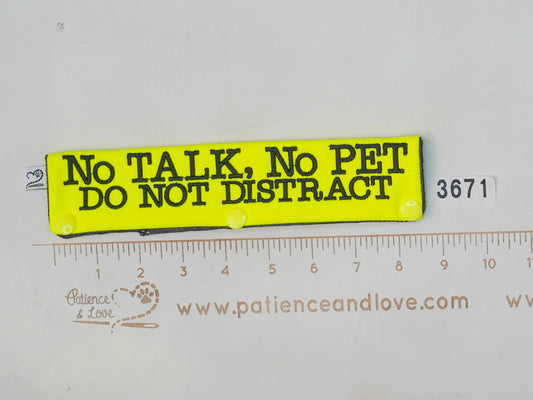 No TALK, No PET
DO NOT DISTRACT
3671
1 2 3 4 5 6 7 8 9 10
Patience & Love
www.patienceandlove.com